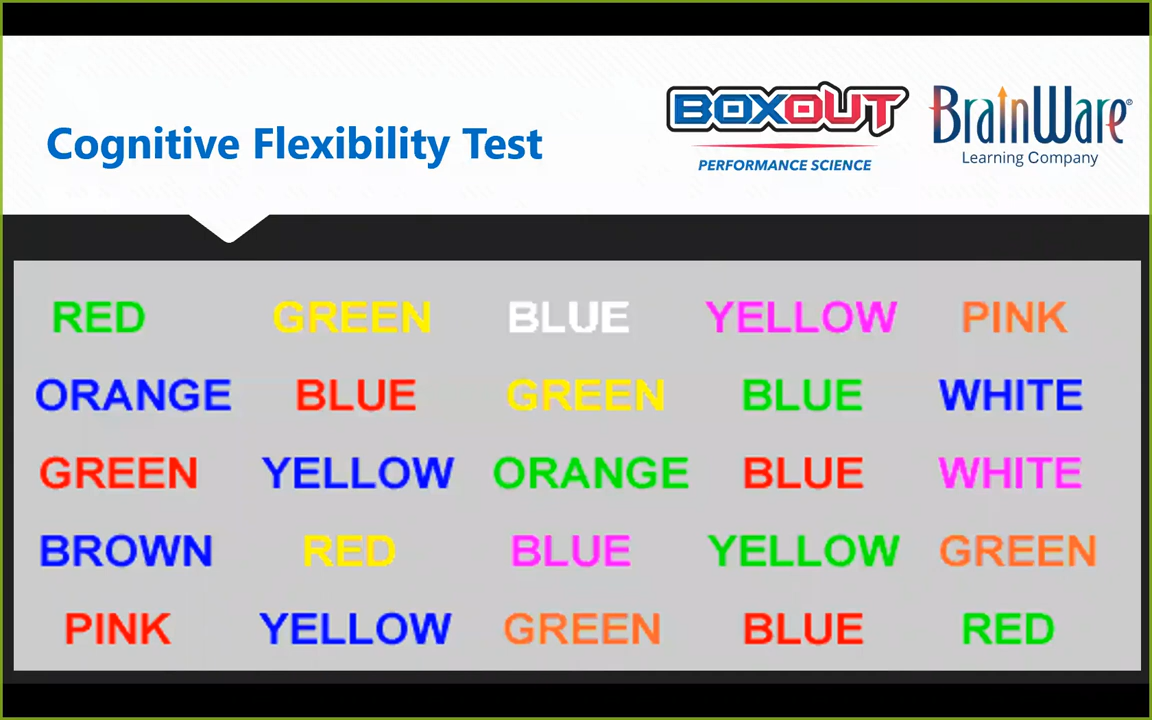 Cognitive Flexibility Test
BOXOUT
PERFORMANCE SCIENCE
BrainWare®
Learning Company
RED GREEN BLUE YELLOW PINK
ORANGE BLUE GREEN BLUE WHITE
GREEN YELLOW ORANGE BLUE WHITE
BROWN RED BLUE YELLOW GREEN
PINK YELLOW GREEN BLUE RED